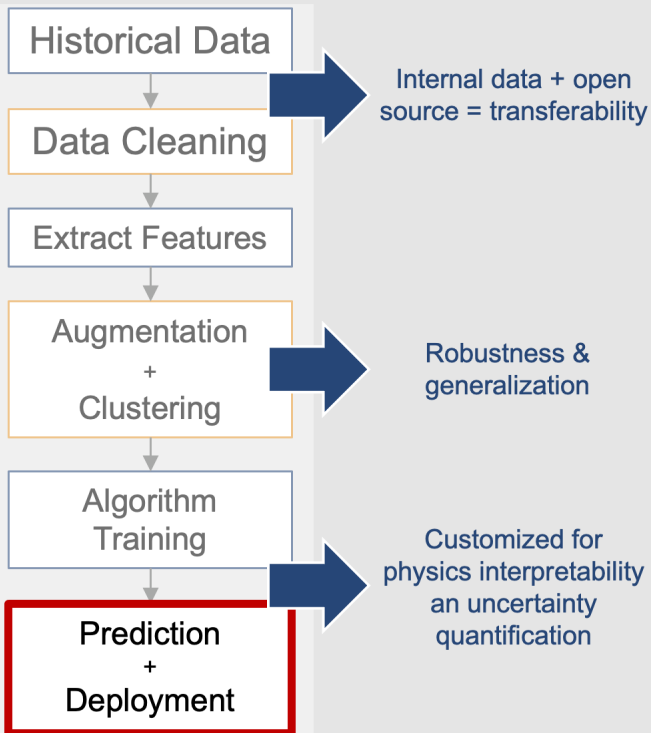 Historical Data
Internal data + open
source = transferability
Data Cleaning
Extract Features
Augmentation
+
Clustering
Robustness &
generalization
Algorithm
Training
Customized for
physics interpretability
an uncertainty
quantification
Prediction
+
Deployment